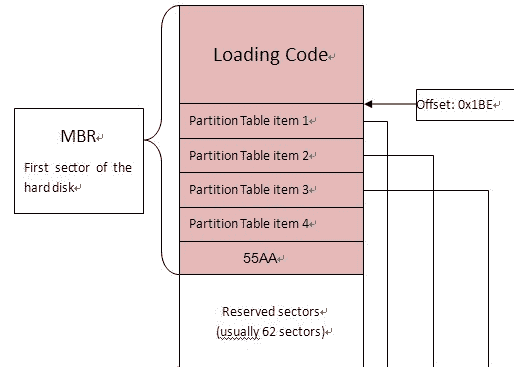 Loading Code
Offset: 0x1BE
Partition Table item 1
MBR
First sector of the
hard disk
Partition Table item 2
Partition Table item 3
Partition Table item 4
55AA
Reserved sectors
(usually 62 sectors)